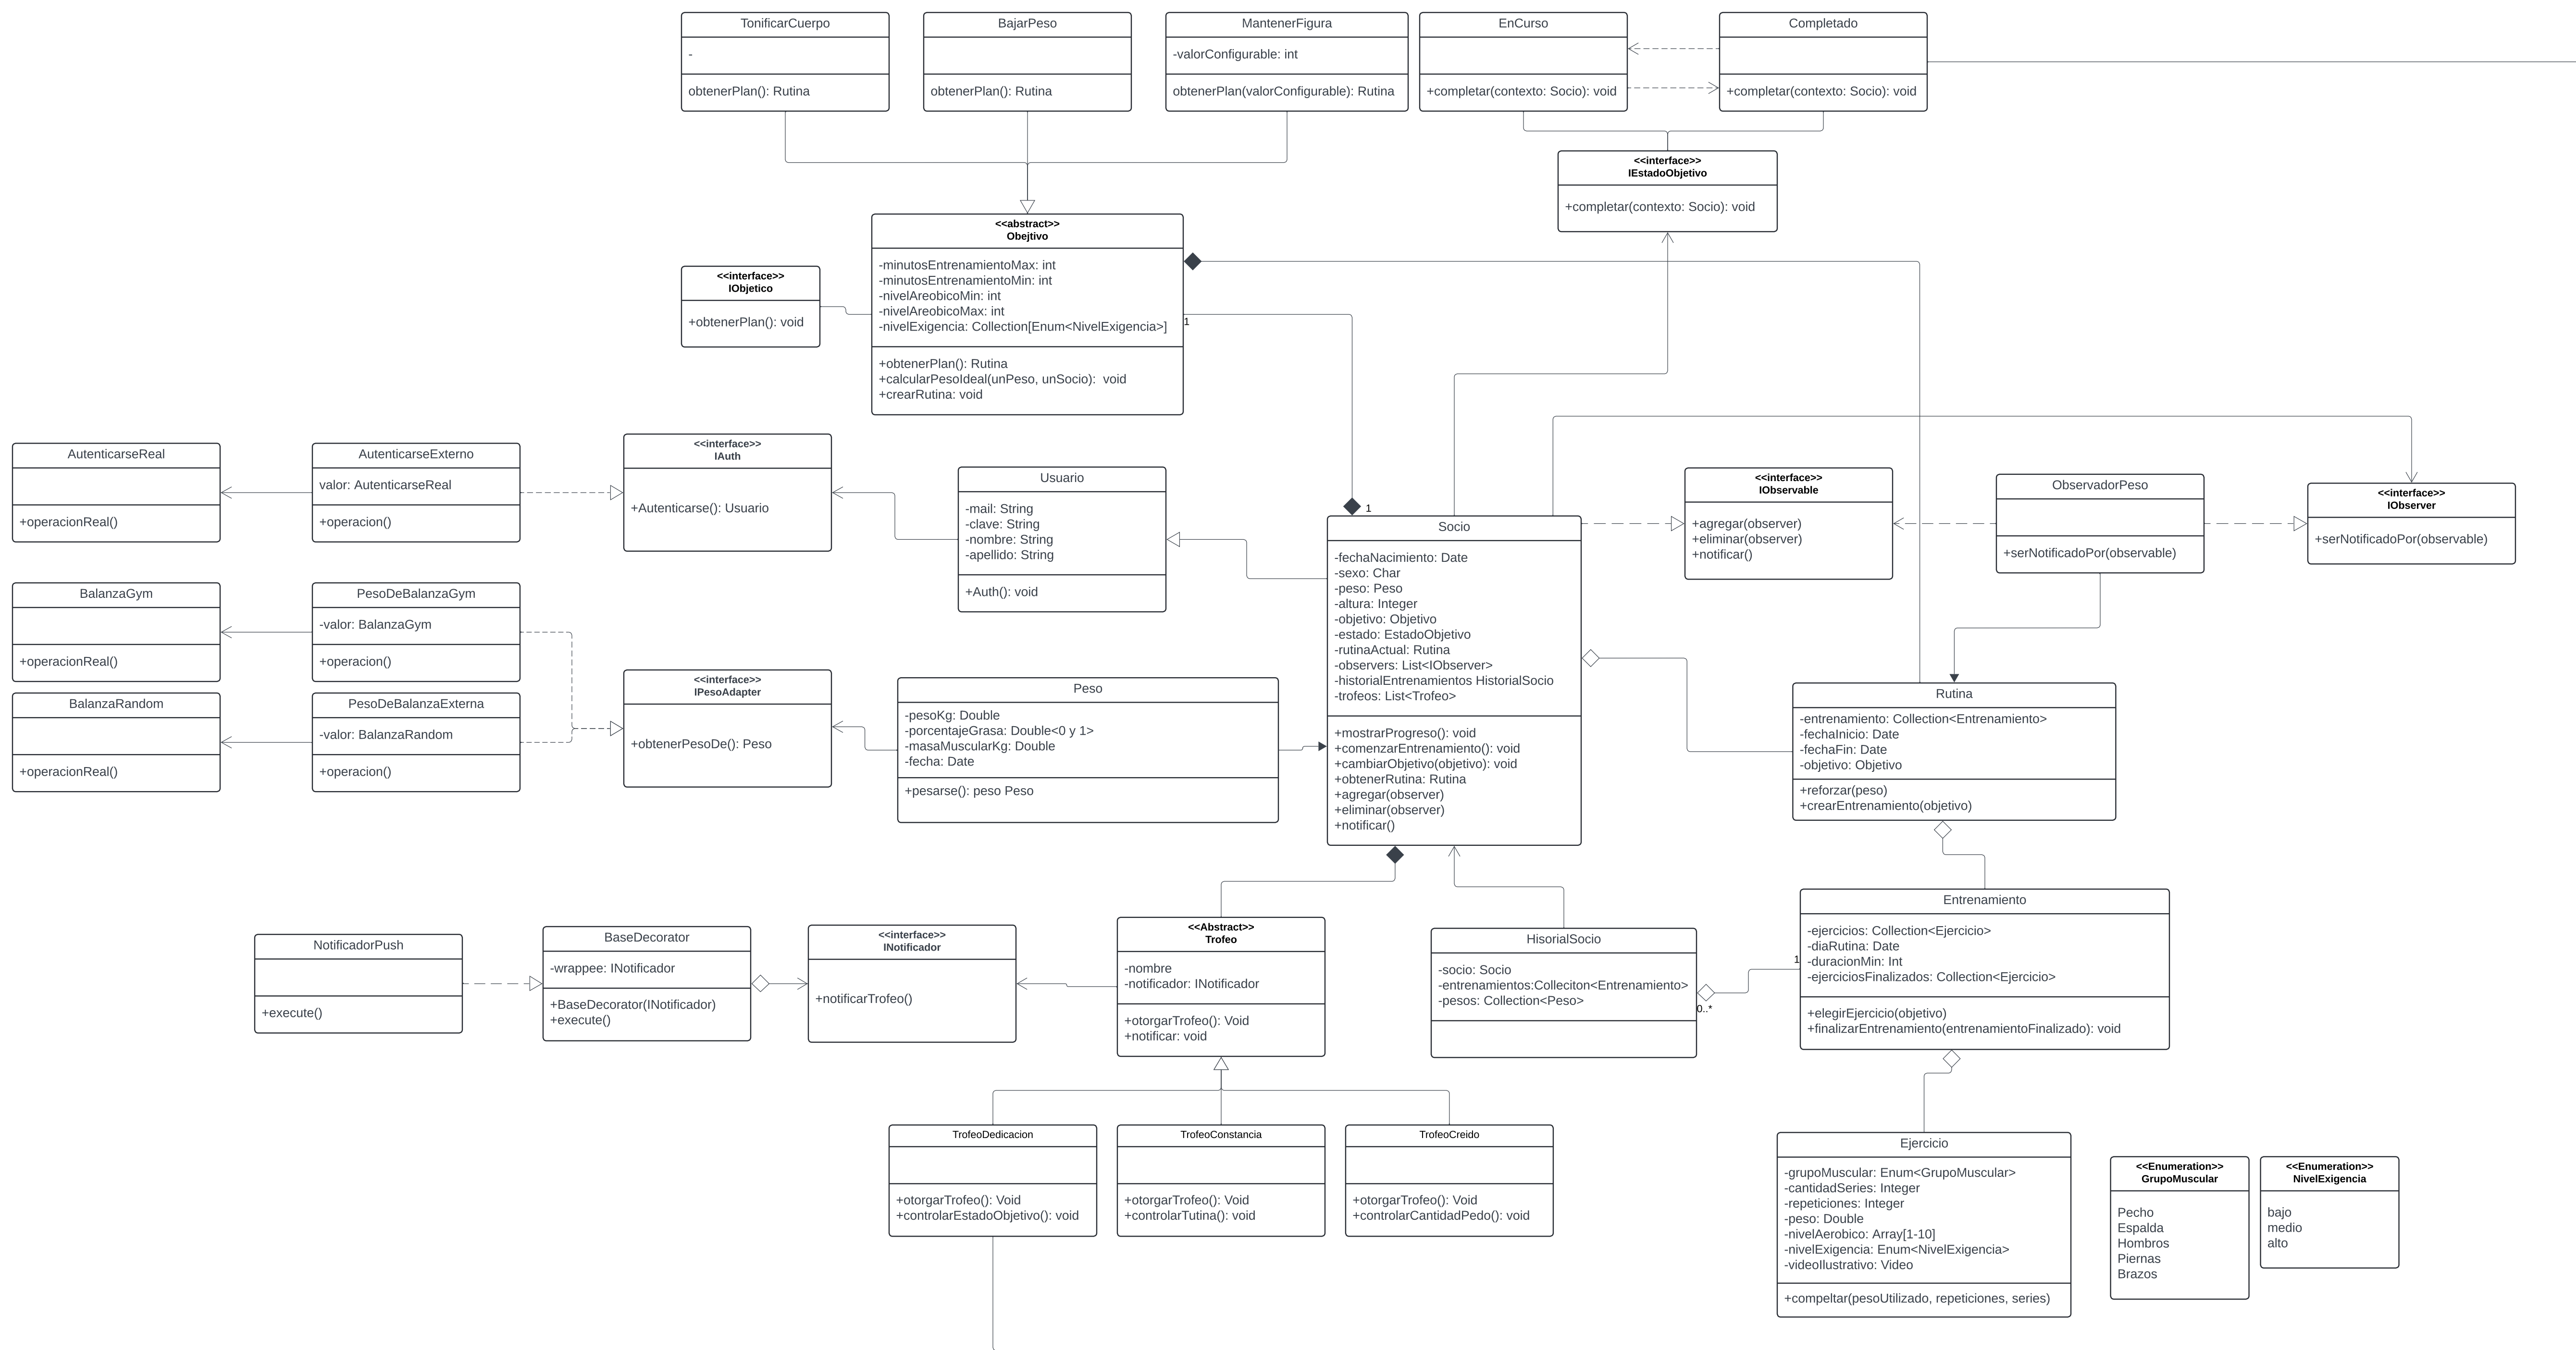 TonificarCuerpo
-
obtenerPlan(): Rutina
BajarPeso
obtenerPlan(): Rutina
MantenerFigura
-valorConfigurable: int
obtenerPlan(valorConfigurable): Rutina
EnCurso
+completar(contexto: Socio): void
Completado
+completar(contexto: Socio): void
<<interface>>
IEstadoObjetivo
+completar(contexto: Socio): void
<<abstract>>
Obejtivo
-minutosEntrenamientoMax: int
-minutosEntrenamientoMin: int
-nivelAreobicoMin: int
-nivelAreobicoMax: int
-nivelExigencia: Collection[Enum<NivelExigencia>]
+obtenerPlan(): Rutina
+calcularPesoIdeal(unPeso, unSocio):  void
+crearRutina: void
1
<<interface>>
IObjetico
+obtenerPlan(): void
AutenticarseReal
+operacionReal()
AutenticarseExterno
valor: AutenticarseReal
+operacion()
<<interface>>
IAuth
+Autenticarse(): Usuario
Usuario
-mail: String
-clave: String
-nombre: String
-apellido: String
+Auth(): void
1
Socio
-fechaNacimiento: Date
-sexo: Char
-peso: Peso
-altura: Integer
-objetivo: Objetivo
-estado: EstadoObjetivo
-rutinaActual: Rutina
-observers: List<IObserver>
-historialEntrenamientos HistorialSocio
-trofeos: List<Trofeo>
+mostrarProgreso(): void
+comenzarEntrenamiento(): void
+cambiarObjetivo(objetivo): void
+obtenerRutina: Rutina
+agregar(observer)
+eliminar(observer)
+notificar()
<<interface>>
IObservable
+agregar(observer)
+eliminar(observer)
+notificar()
ObservadorPeso
+serNotificadoPor(observable)
<<interface>>
IObserver
+serNotificadoPor(observable)
BalanzaGym
+operacionReal()
PesoDeBalanzaGym
-valor: BalanzaGym
+operacion()
BalanzaRandom
+operacionReal()
PesoDeBalanzaExterna
-valor: BalanzaRandom
+operacion()
<<interface>>
IPesoAdapter
+obtenerPesoDe(): Peso
Peso
-pesoKg: Double
-porcentajeGrasa: Double<0 y 1>
-masaMuscularKg: Double
-fecha: Date
+pesarse(): peso Peso
Rutina
-entrenamiento: Collection<Entrenamiento>
-fechaInicio: Date
-fechaFin: Date
-objetivo: Objetivo
+reforzar(peso)
+crearEntrenamiento(objetivo)
NotificadorPush
+execute()
BaseDecorator
-wrappee: INotificador
+BaseDecorator(INotificador)
+execute()
<<interface>>
INotificador
+notificarTrofeo()
<<Abstract>>
Trofeo
-nombre
-notificador: INotificador
+otorgarTrofeo(): Void
+notificar: void
HisorialSocio
-socio: Socio
-entrenamientos:Colleciton<Entrenamiento>
-pesos: Collection<Peso>
0..*
1
Entrenamiento
-ejercicios: Collection<Ejercicio>
-diaRutina: Date
-duracionMin: Int
-ejerciciosFinalizados: Collection<Ejercicio>
+elegirEjercicio(objetivo)
+finalizarEntrenamiento(entrenamientoFinalizado): void
TrofeoDedicacion
+otorgarTrofeo(): Void
+controlarEstadoObjetivo(): void
TrofeoConstancia
+otorgarTrofeo(): Void
+controlarTutina(): void
TrofeoCreido
+otorgarTrofeo(): Void
+controlarCantidadPedo(): void
Ejercicio
-grupoMuscular: Enum<GrupoMuscular>
-cantidadSeries: Integer
-repeticiones: Integer
-peso: Double
-nivelAerobico: Array[1-10]
-nivelExigencia: Enum<NivelExigencia>
-videoIlustrativo: Video
+compeltar(pesoUtilizado, repeticiones, series)
<<Enumeration>>
GrupoMuscular
Pecho
Espalda
Hombros
Piernas
Brazos
<<Enumeration>>
NivelExigencia
bajo
medio
alto